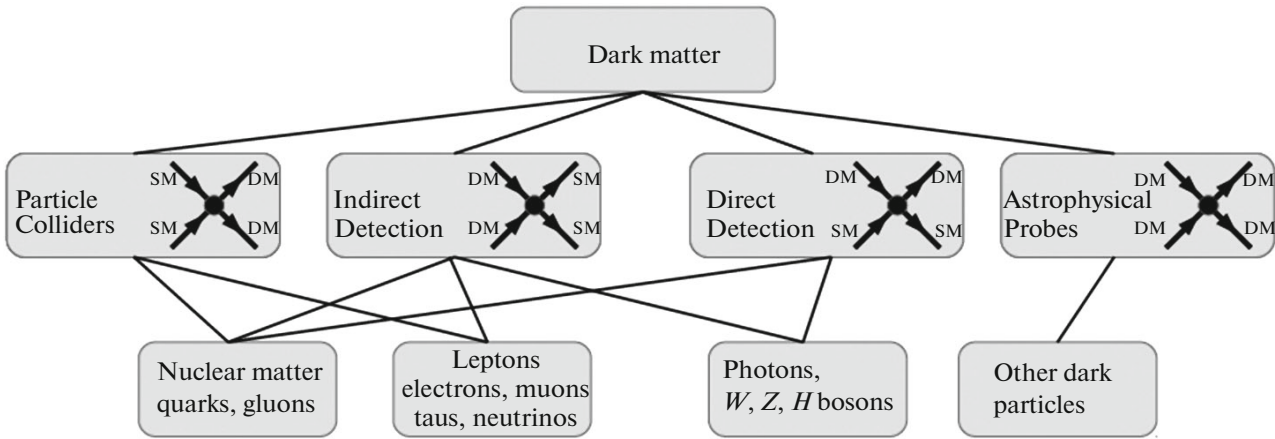 Dark matter
Particle
Colliders
SM
DM
SM
DM
Indirect
Detection
DM
SM
DM
SM
Direct
Detection
DM
DM
SM
SM
Astrophysical
Probes
DM
DM
DM
DM
Nuclear matter
quarks, gluons
Leptons
electrons, muons
taus, neutrinos
Photons,
W, Z, H bosons
Other dark
particles